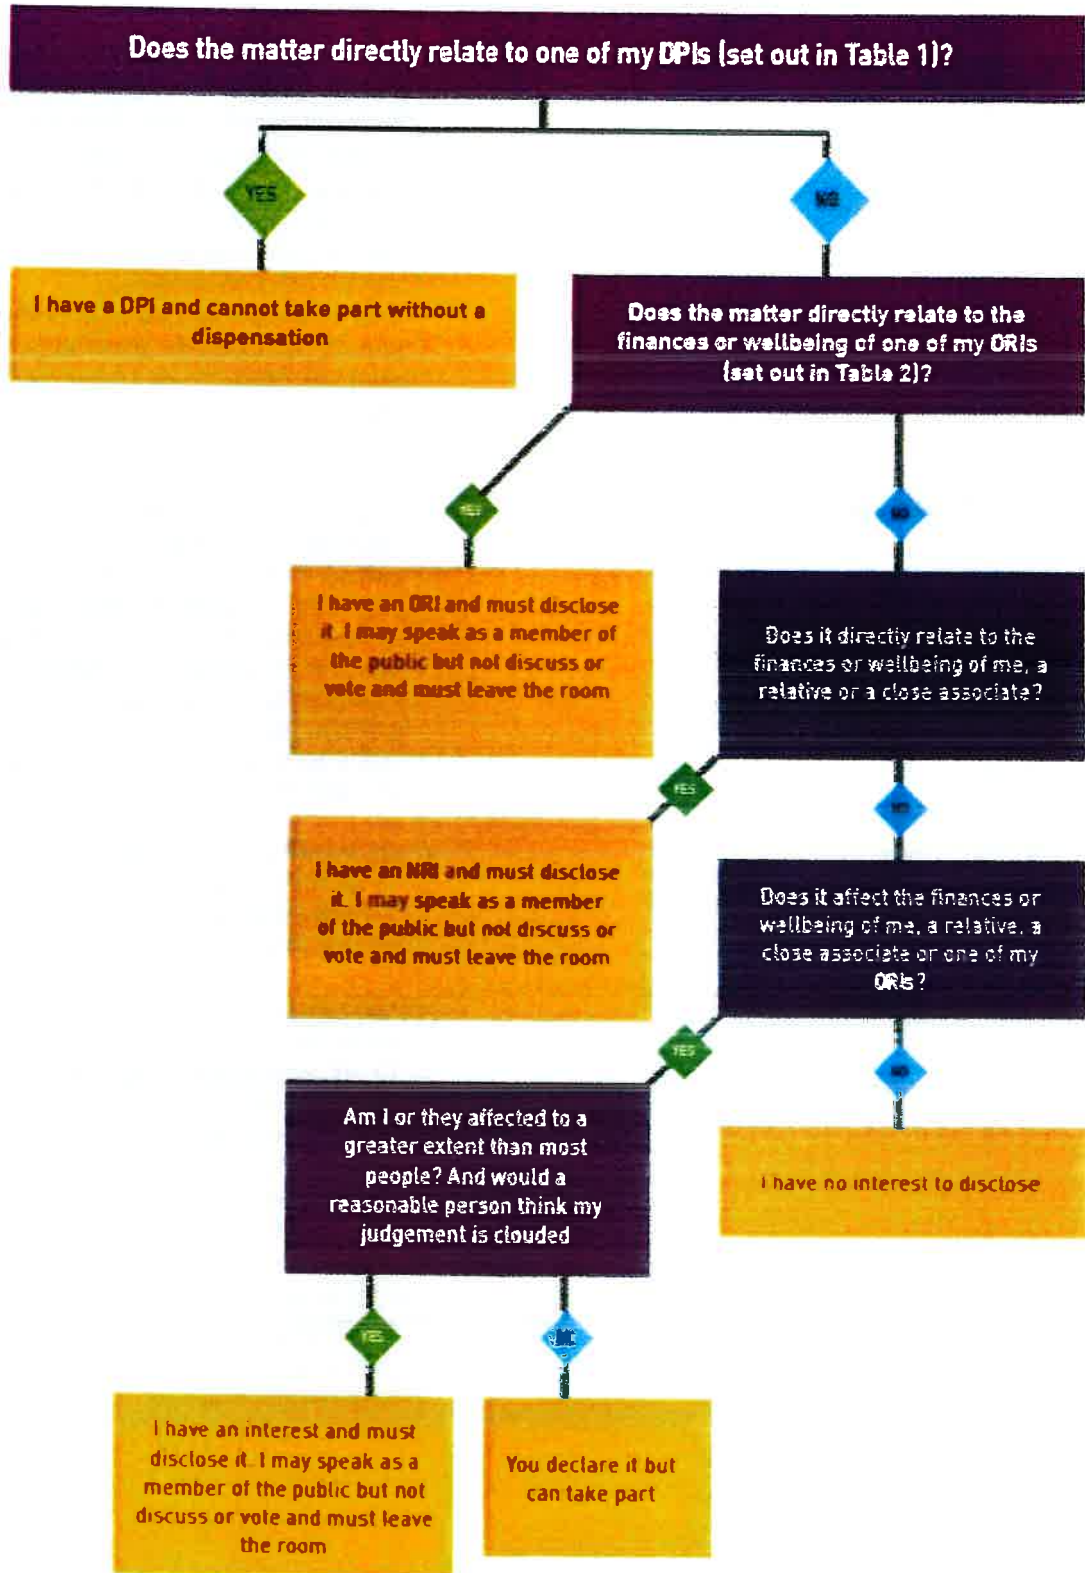 Does the matter directly relate to one of my DPIs (set out in Table 1)?
YES
NO
I have a DPI and cannot take part without a
dispensation
Does the matter directly relate to the
finances or wellbeing of one of my ORIs
(set out in Table 2)?
YES
NO
I have an ORI and must disclose
it. I may speak as a member of
the public but not discuss or
vote and must leave the room
Does it directly relate to the
finances or wellbeing of me, a
relative or a close associate?
YES
NO
I have an NRI and must disclose
it. I may speak as a member
of the public but not discuss or
vote and must leave the room
Does it affect the finances or
wellbeing of me, a relative, a
close associate or one of my
ORIs?
YES
NO
Am I or they affected to a
greater extent than most
people? And would a
reasonable person think my
judgement is clouded
I have no interest to disclose
YES
I have an interest and must
disclose it. I may speak as a
member of the public but not
discuss or vote and must leave
the room
You declare it but
can take part